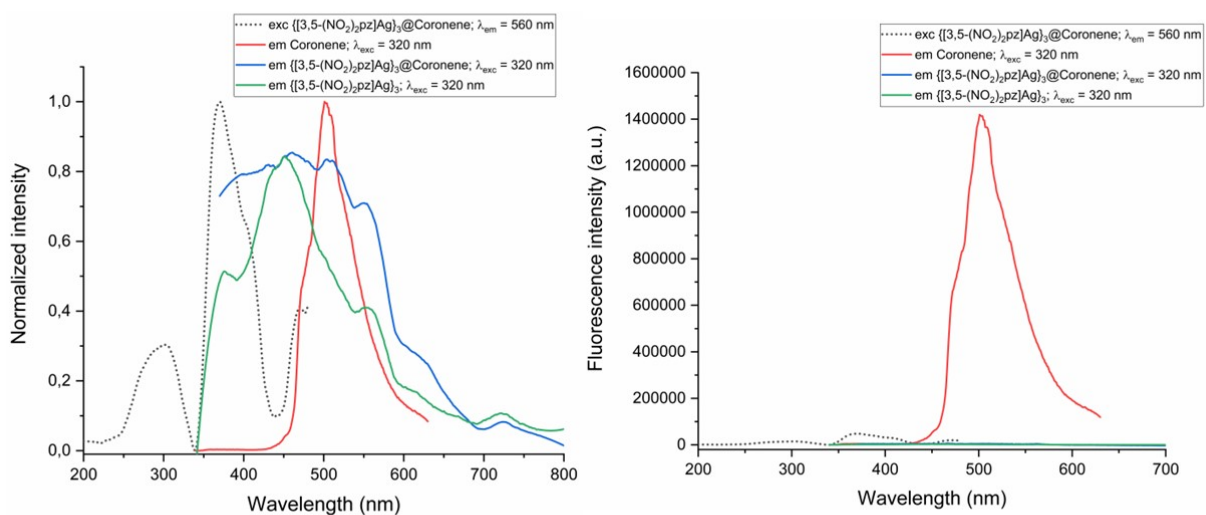 exc {[3,5-(NO₂)₂pz]Ag}₃@Coronene; λem = 560 nm
em Coronene; λexc = 320 nm
em {[3,5-(NO₂)₂pz]Ag}₃@Coronene; λexc = 320 nm
em {[3,5-(NO₂)₂pz]Ag}₃; λexc = 320 nm
1,0
0,8
0,6
0,4
0,2
0,0
Normalized intensity
200 300 400 500 600 700 800
Wavelength (nm)
exc {[3,5-(NO₂)₂pz]Ag}₃@Coronene; λem = 560 nm
em Coronene; λexc = 320 nm
em {[3,5-(NO₂)₂pz]Ag}₃@Coronene; λexc = 320 nm
em {[3,5-(NO₂)₂pz]Ag}₃; λexc = 320 nm
1600000
1400000
1200000
1000000
800000
600000
400000
200000
0
Fluorescence intensity (a.u.)
200 300 400 500 600 700
Wavelength (nm)